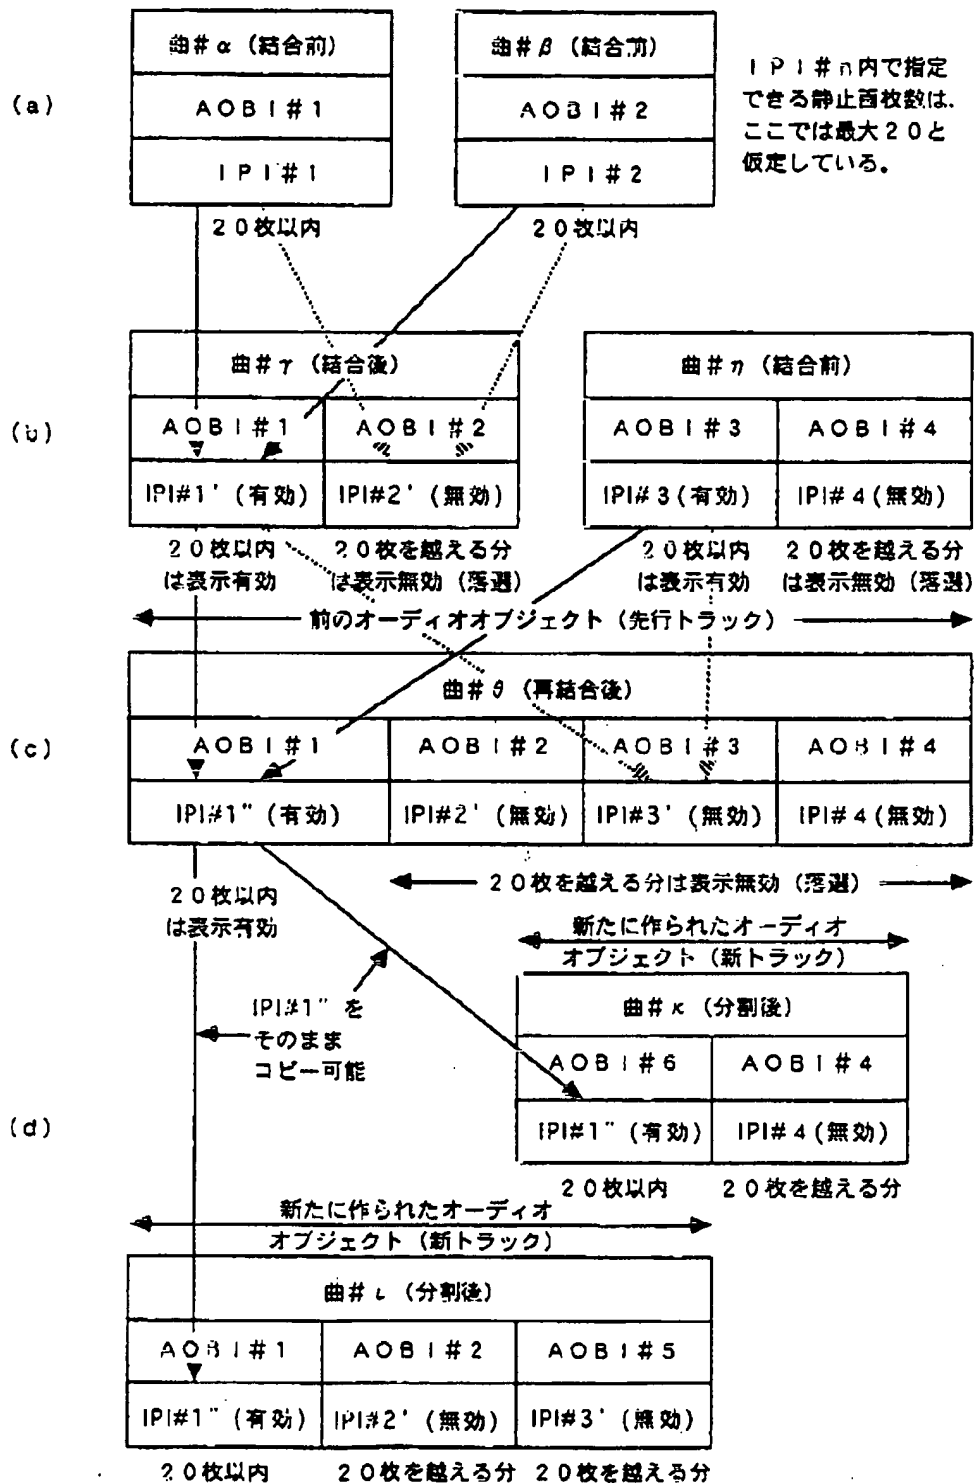 (a)
曲#α (結合前)
AOBI#1
IPI#1
20枚以内
曲#β (結合前)
AOBI#2
IPI#2
20枚以内
IPI#n内で指定
できる静止画枚数は、
ここでは最大20と
仮定している。
(b)
曲#γ (結合後)
AOBI#1
AOBI#2
IPI#1' (有効)
IPI#2' (無効)
20枚以内
は表示有効
20枚を越える分
は表示無効 (落選)
曲#η (結合前)
AOBI#3
AOBI#4
IPI#3 (有効)
IPI#4 (無効)
20枚以内
は表示有効
20枚を越える分
は表示無効 (落選)
前のオーディオオブジェクト (先行トラック)
(c)
曲#θ (再結合後)
AOBI#1
AOBI#2
AOBI#3
AOBI#4
IPI#1" (有効)
IPI#2' (無効)
IPI#3' (無効)
IPI#4 (無効)
20枚以内
は表示有効
20枚を越える分は表示無効 (落選)
IPI#1" を
そのまま
コピー可能
(d)
新たに作られたオーディオ
オブジェクト (新トラック)
曲#κ (分割後)
AOBI#6
AOBI#4
IPI#1" (有効)
IPI#4 (無効)
20枚以内
20枚を越える分
新たに作られたオーディオ
オブジェクト (新トラック)
曲#ι (分割後)
AOBI#1
AOBI#2
AOBI#5
IPI#1" (有効)
IPI#2' (無効)
IPI#3' (無効)
20枚以内
20枚を越える分
20枚を越える分